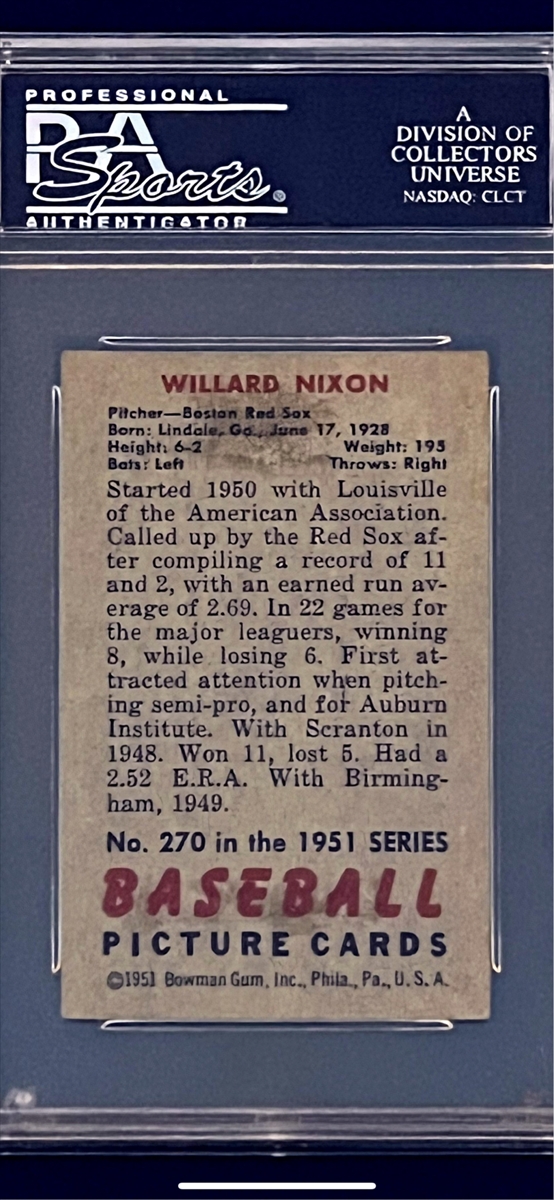 PROFESSIONAL
PSA
Sports®
AUTHENTICATOR
A
DIVISION OF
COLLECTORS
UNIVERSE
NASDAQ: CLCT
WILLARD NIXON
Pitcher—Boston Red Sox
Born: Lindale, Ga., June 17, 1928
Height: 6-2 Weight: 195
Bats: Left Throws: Right
Started 1950 with Louisville
of the American Association.
Called up by the Red Sox af-
ter compiling a record of 11
and 2, with an earned run av-
erage of 2.69. In 22 games for
the major leaguers, winning
8, while losing 6. First at-
tracted attention when pitch-
ing semi-pro, and for Auburn
Institute. With Scranton in
1948. Won 11, lost 5. Had a
2.52 E.R.A. With Birming-
ham, 1949.
No. 270 in the 1951 SERIES
BASEBALL
PICTURE CARDS
©1951 Bowman Gum, Inc., Phila., Pa., U. S. A.